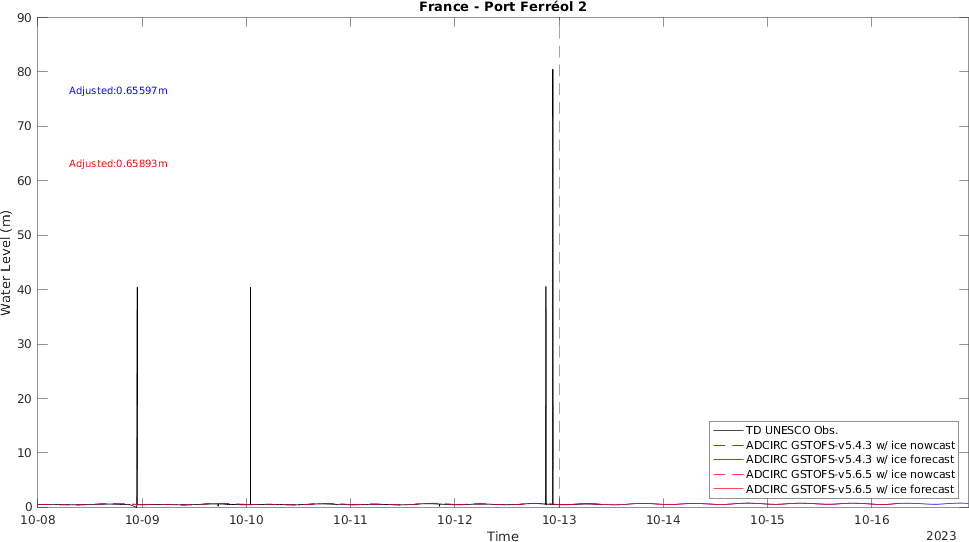 France - Port Ferréol 2
90
80
70
60
50
40
30
20
10
0
Water Level (m)
Adjusted:0.65597m
Adjusted:0.65893m
TD UNESCO Obs.
ADCIRC GSTOFS-v5.4.3 w/ ice nowcast
ADCIRC GSTOFS-v5.4.3 w/ ice forecast
ADCIRC GSTOFS-v5.6.5 w/ ice nowcast
ADCIRC GSTOFS-v5.6.5 w/ ice forecast
10-08 10-09 10-10 10-11 10-12 10-13 10-14 10-15 10-16
Time
2023